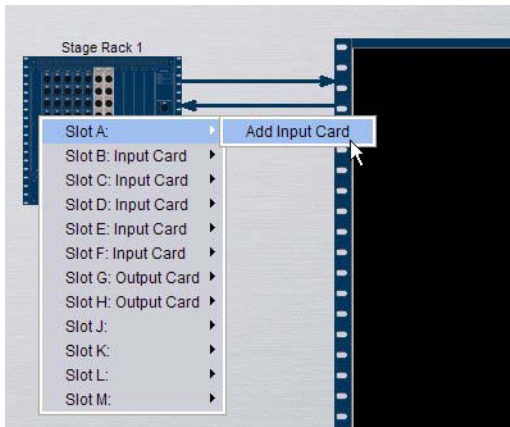 Stage Rack 1
Slot A:
Add Input Card
Slot B: Input Card
Slot C: Input Card
Slot D: Input Card
Slot E: Input Card
Slot F: Input Card
Slot G: Output Card
Slot H: Output Card
Slot J:
Slot K:
Slot L:
Slot M: